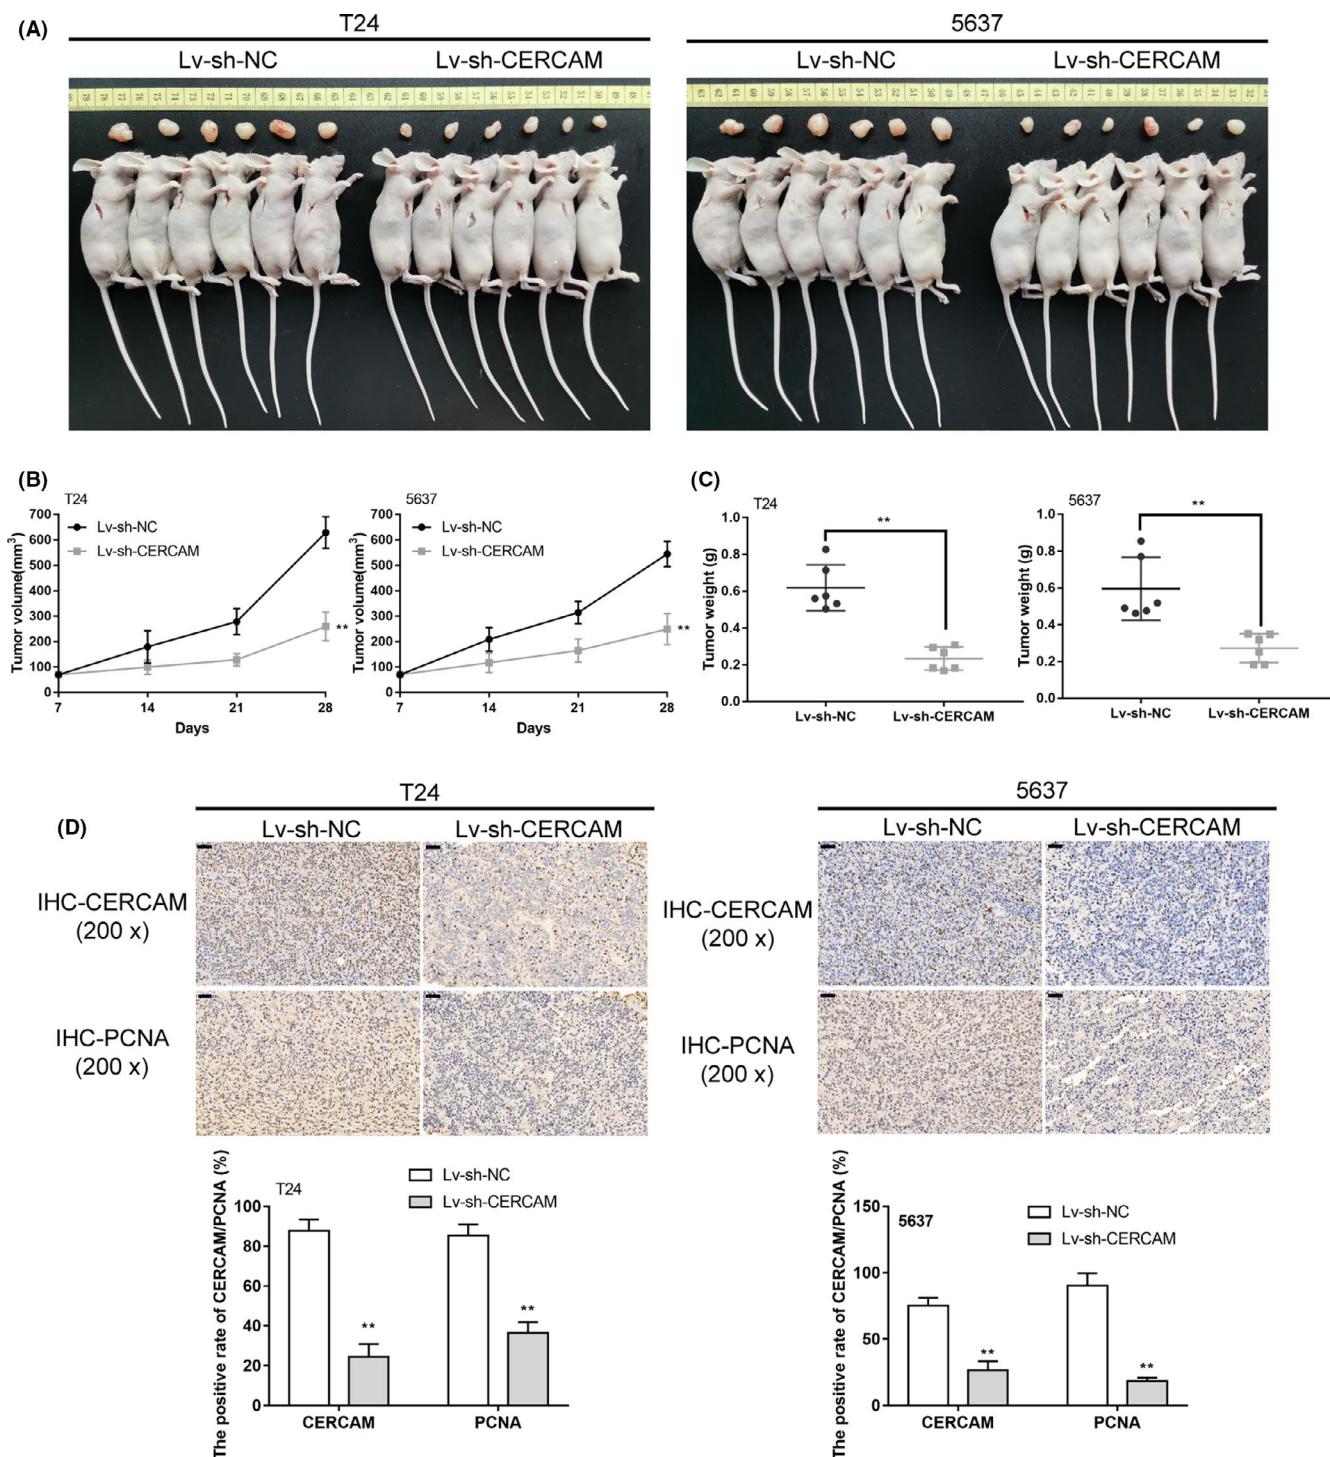 (A)
T24
5637
Lv-sh-NC
Lv-sh-CERCAM
Lv-sh-NC
Lv-sh-CERCAM
(B)
T24
Lv-sh-NC
Lv-sh-CERCAM
Tumor volume(mm³)
700
600
500
400
300
200
100
0
7
14
21
28
**
Days
5637
Lv-sh-NC
Lv-sh-CERCAM
Tumor volume(mm³)
700
600
500
400
300
200
100
0
7
14
21
28
**
Days
(C)
T24
**
Tumor weight (g)
1.0
0.8
0.6
0.4
0.2
0.0
Lv-sh-NC
Lv-sh-CERCAM
5637
**
Tumor weight (g)
1.0
0.8
0.6
0.4
0.2
0.0
Lv-sh-NC
Lv-sh-CERCAM
(D)
T24
Lv-sh-NC
Lv-sh-CERCAM
IHC-CERCAM
(200 x)
IHC-PCNA
(200 x)
5637
Lv-sh-NC
Lv-sh-CERCAM
IHC-CERCAM
(200 x)
IHC-PCNA
(200 x)
The positive rate of CERCAM/PCNA (%)
T24
Lv-sh-NC
Lv-sh-CERCAM
100
80
60
40
20
0
**
**
CERCAM
PCNA
The positive rate of CERCAM/PCNA (%)
5637
Lv-sh-NC
Lv-sh-CERCAM
150
100
50
0
**
**
CERCAM
PCNA